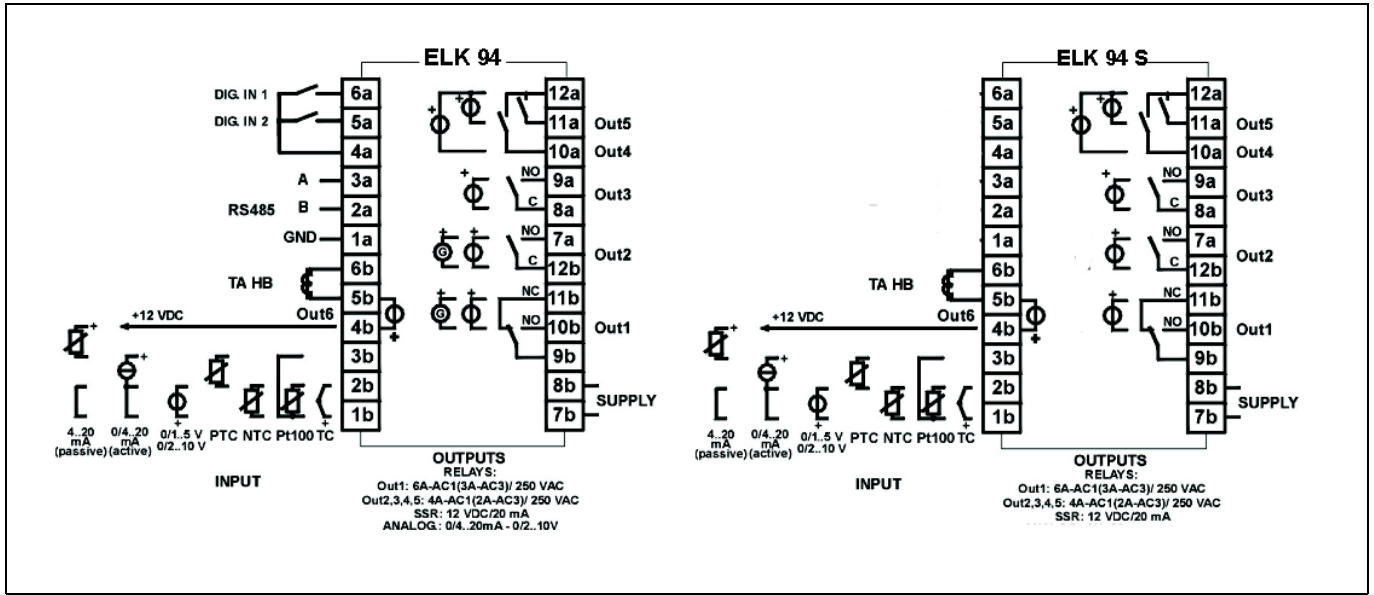 ELK 94
DIG. IN 1
DIG. IN 2
A
RS485 B
GND
TA HB
Out6
+12 VDC
6a
5a
4a
3a
2a
1a
6b
5b
4b
3b
2b
1b
12a
11a
10a
9a
8a
7a
12b
11b
10b
9b
8b
7b
NO
C
NO
C
NC
NO
G
G
Out5
Out4
Out3
Out2
Out1
SUPPLY
+
+
+
+
+
+
+
+
+
+
+
+
4..20 mA (passive)
0/4..20 mA (active)
0/1..5 V 0/2..10 V
PTC NTC Pt100 TC
INPUT
OUTPUTS
RELAYS:
Out1: 6A-AC1(3A-AC3)/ 250 VAC
Out2,3,4,5: 4A-AC1(2A-AC3)/ 250 VAC
SSR: 12 VDC/20 mA
ANALOG.: 0/4..20mA - 0/2..10V
ELK 94 S
TA HB
Out6
+12 VDC
6a
5a
4a
3a
2a
1a
6b
5b
4b
3b
2b
1b
12a
11a
10a
9a
8a
7a
12b
11b
10b
9b
8b
7b
NO
C
NO
C
NC
NO
Out5
Out4
Out3
Out2
Out1
SUPPLY
+
+
+
+
+
+
+
+
+
+
4..20 mA (passive)
0/4..20 mA (active)
0/1..5 V 0/2..10 V
PTC NTC Pt100 TC
INPUT
OUTPUTS
RELAYS:
Out1: 6A-AC1(3A-AC3)/ 250 VAC
Out2,3,4,5: 4A-AC1(2A-AC3)/ 250 VAC
SSR: 12 VDC/20 mA